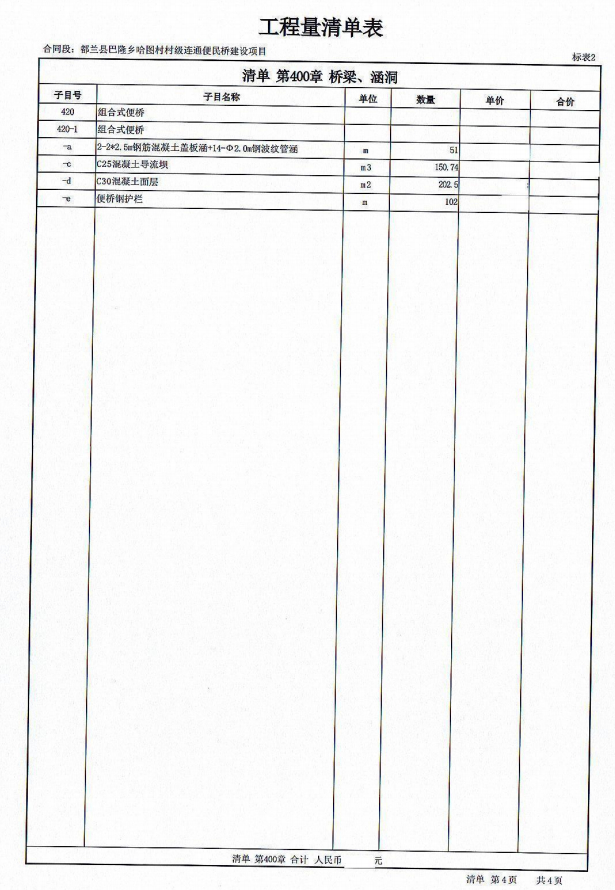 工程量清单表
合同段：都兰县巴隆乡哈图村村级连通便民桥建设项目 标表2
清单 第400章 桥梁、涵洞
子目号 子目名称 单位 数量 单价 合价
420 组合式便桥
420-1 组合式便桥
-a 2-2*2.5m钢筋混凝土盖板涵+14-Φ2.0m钢波纹管涵 m 51
-c C25混凝土导流坝 m3 150.74
-d C30混凝土面层 m2 202.5
-e 便桥钢护栏 m 102
清单 第400章 合计 人民币 元
清单 第4页 共4页